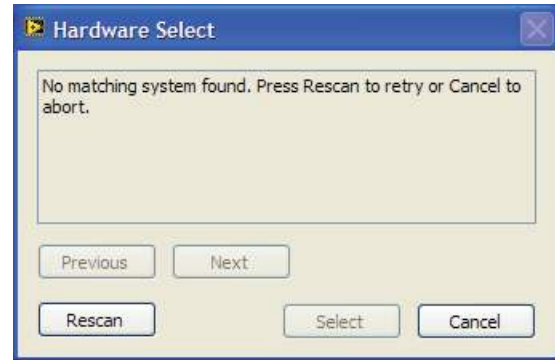 Hardware Select
No matching system found. Press Rescan to retry or Cancel to
abort.
Previous Next
Rescan Select Cancel